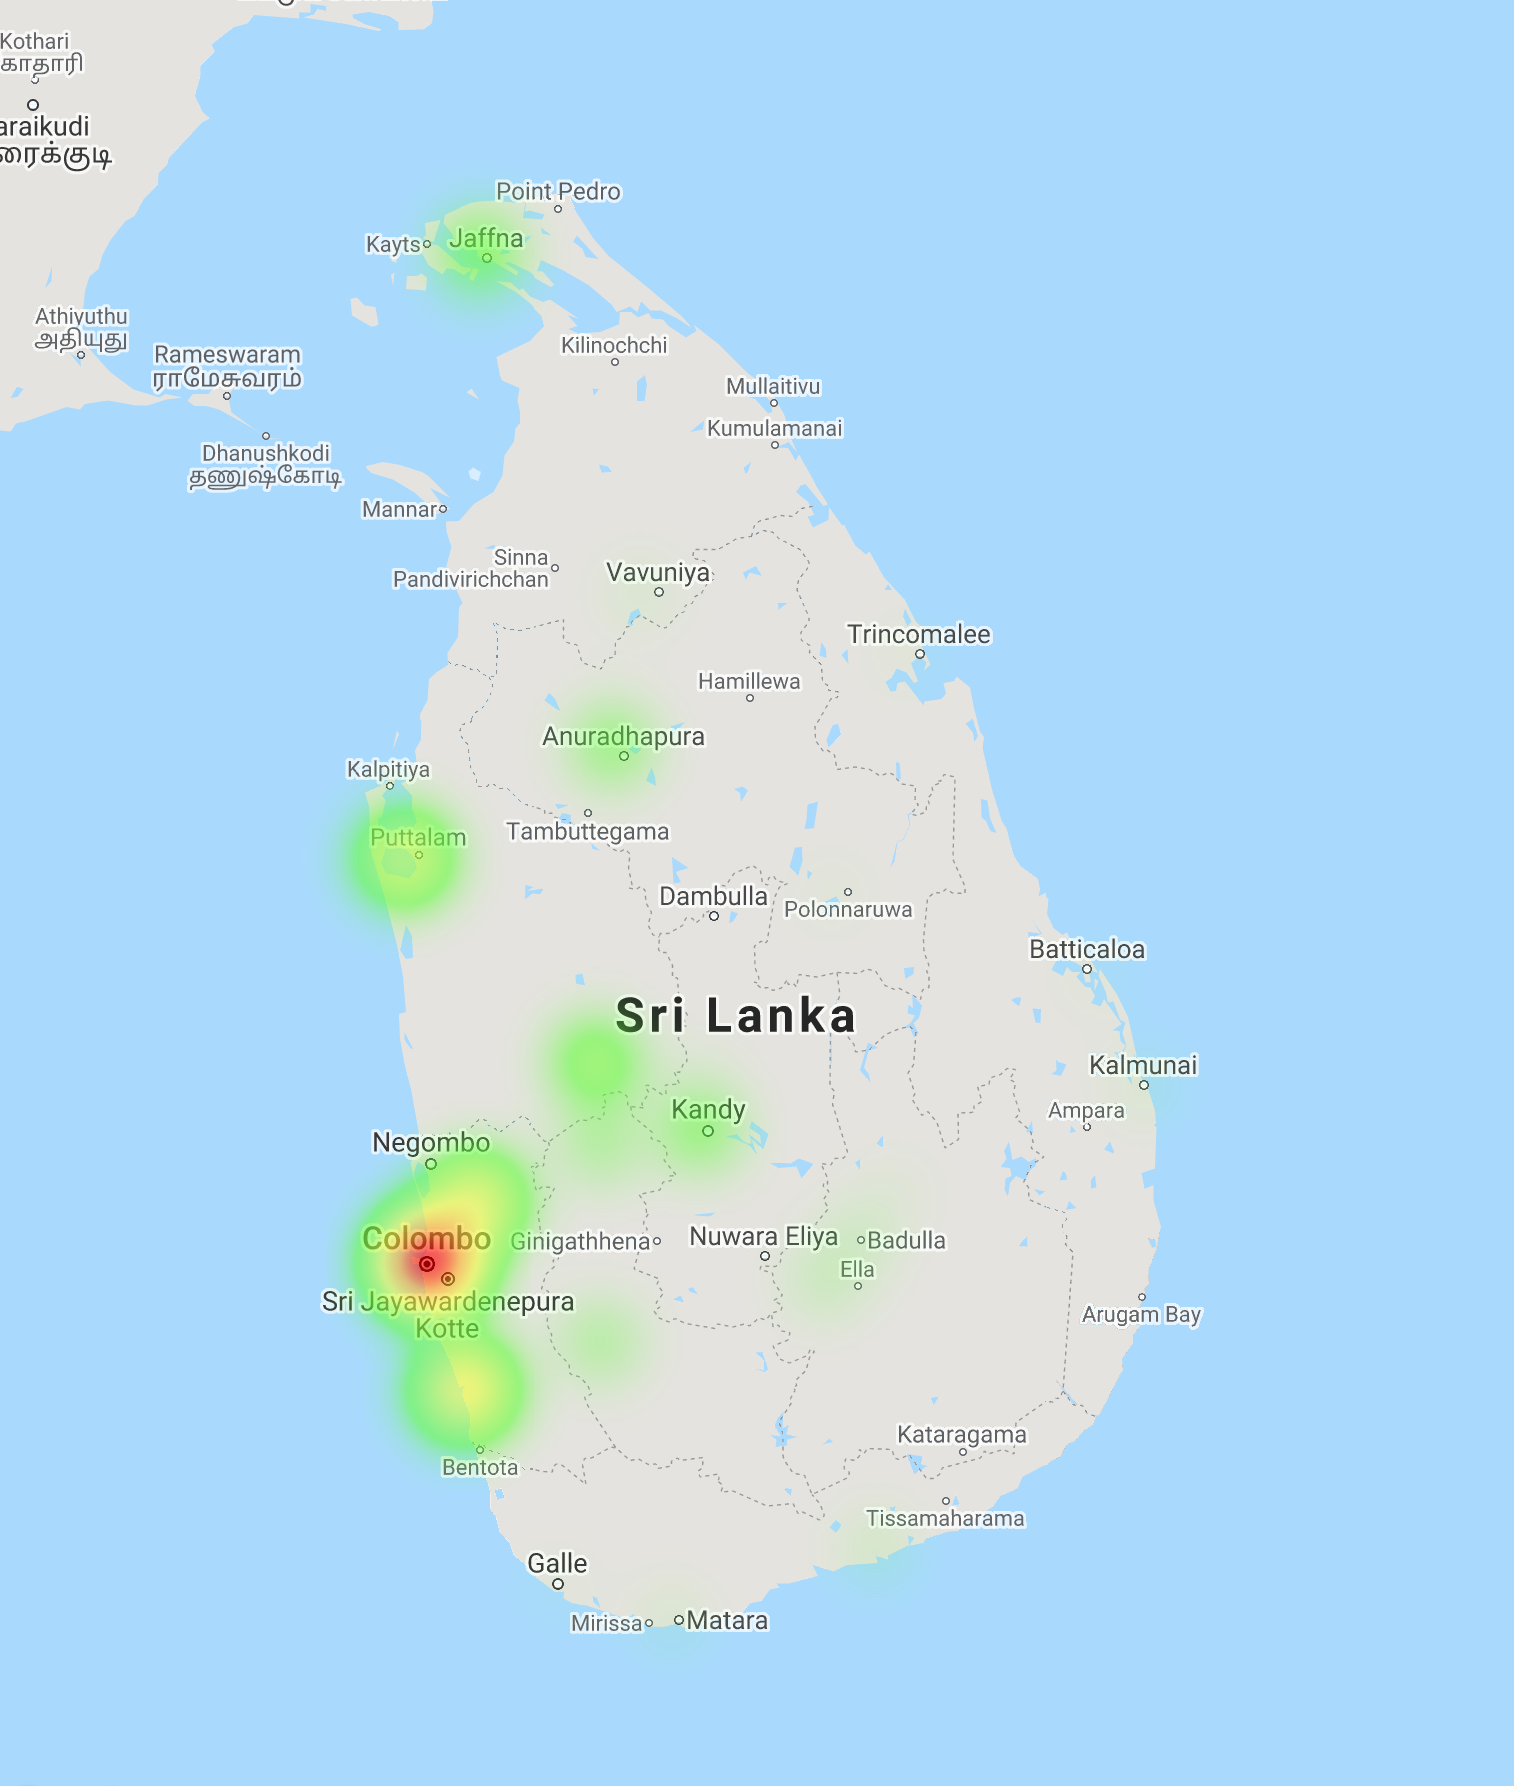 Kothari
காதாரி
araikudi
ரைக்குடி
Point Pedro
Kayts
Jaffna
Athiyuthu
அதியுது
Rameswaram
ராமேசுவரம்
Kilinochchi
Mullaitivu
Kumulamanai
Dhanushkodi
தனுஷ்கோடி
Mannar
Sinna
Pandivirichchan
Vavuniya
Trincomalee
Hamillewa
Anuradhapura
Kalpitiya
Puttalam
Tambuttegama
Dambulla
Polonnaruwa
Batticaloa
Sri Lanka
Kalmunai
Kandy
Ampara
Negombo
Colombo
Ginigathhena
Nuwara Eliya
Badulla
Ella
Sri Jayawardenepura
Kotte
Arugam Bay
Kataragama
Bentota
Tissamaharama
Galle
Mirissa
Matara